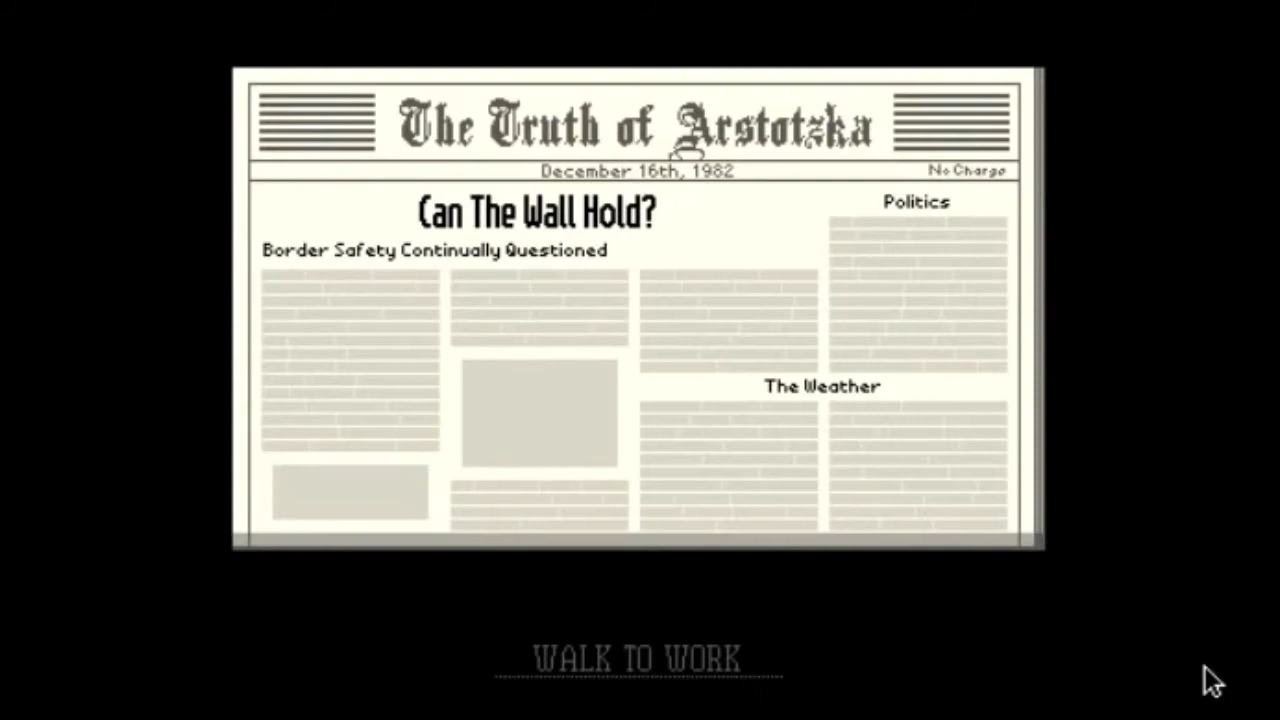 The Truth of Arstotzka
December 16th, 1982
No Charge
Can The Wall Hold?
Border Safety Continually Questioned
Politics
The Weather
WALK TO WORK